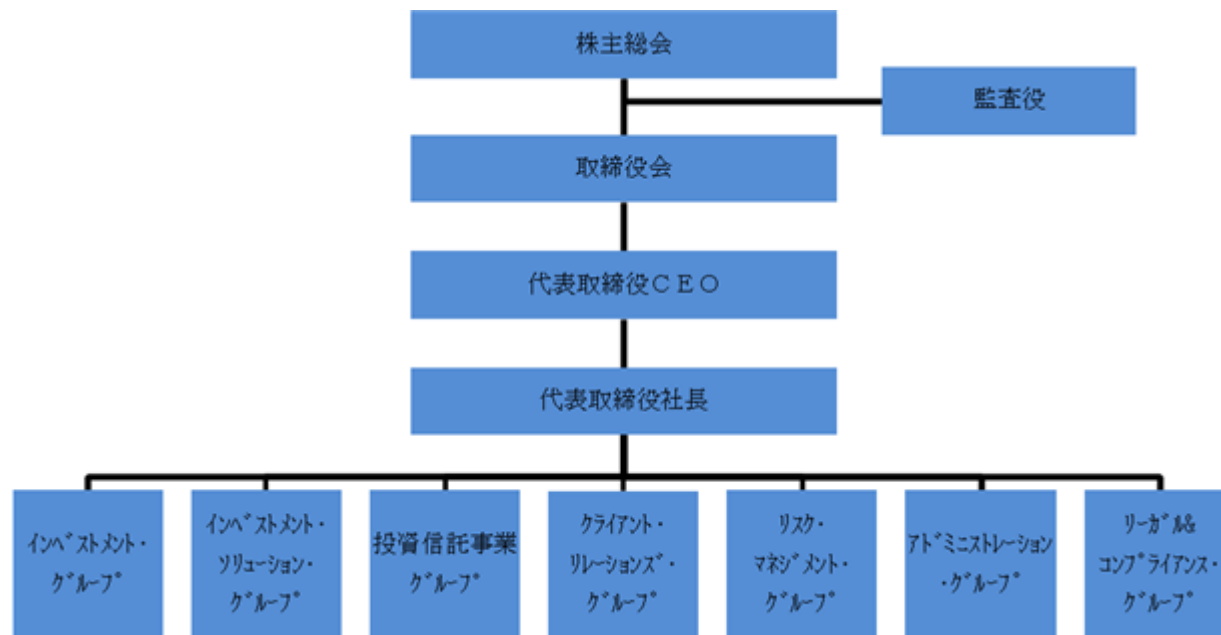 株主総会
監査役
取締役会
代表取締役ＣＥＯ
代表取締役社長
ｲﾝﾍﾞｽﾄﾒﾝﾄ・
ｸﾞﾙｰﾌﾟ
ｲﾝﾍﾞｽﾄﾒﾝﾄ・
ｿﾘｭｰｼｮﾝ・
ｸﾞﾙｰﾌﾟ
投資信託事業
ｸﾞﾙｰﾌﾟ
ｸﾗｲｱﾝﾄ・
ﾘﾚｰｼｮﾝｽﾞ・
ｸﾞﾙｰﾌﾟ
ﾘｽｸ・
ﾏﾈｼﾞﾒﾝﾄ・
ｸﾞﾙｰﾌﾟ
ｱﾄﾞﾐﾆｽﾄﾚｰｼｮﾝ
・ｸﾞﾙｰﾌﾟ
ﾘｰｶﾞﾙ&
ｺﾝﾌﾟﾗｲｱﾝｽ・
ｸﾞﾙｰﾌﾟ